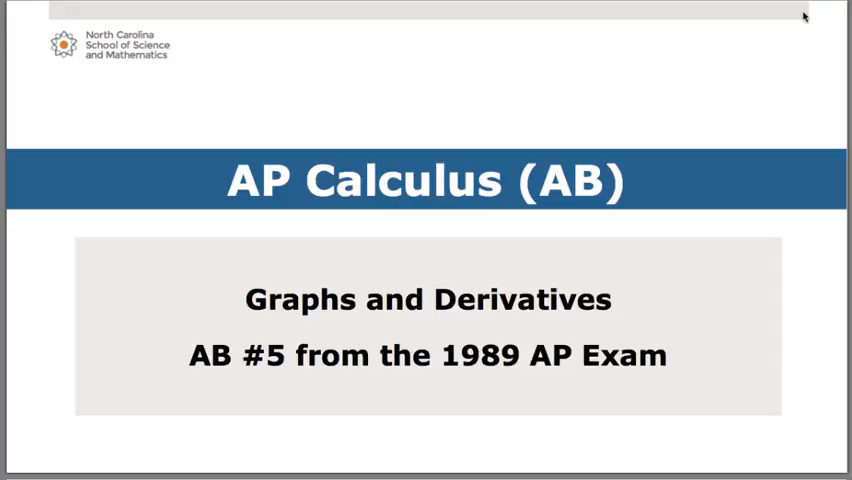 North Carolina
School of Science
and Mathematics
AP Calculus (AB)
Graphs and Derivatives
AB #5 from the 1989 AP Exam